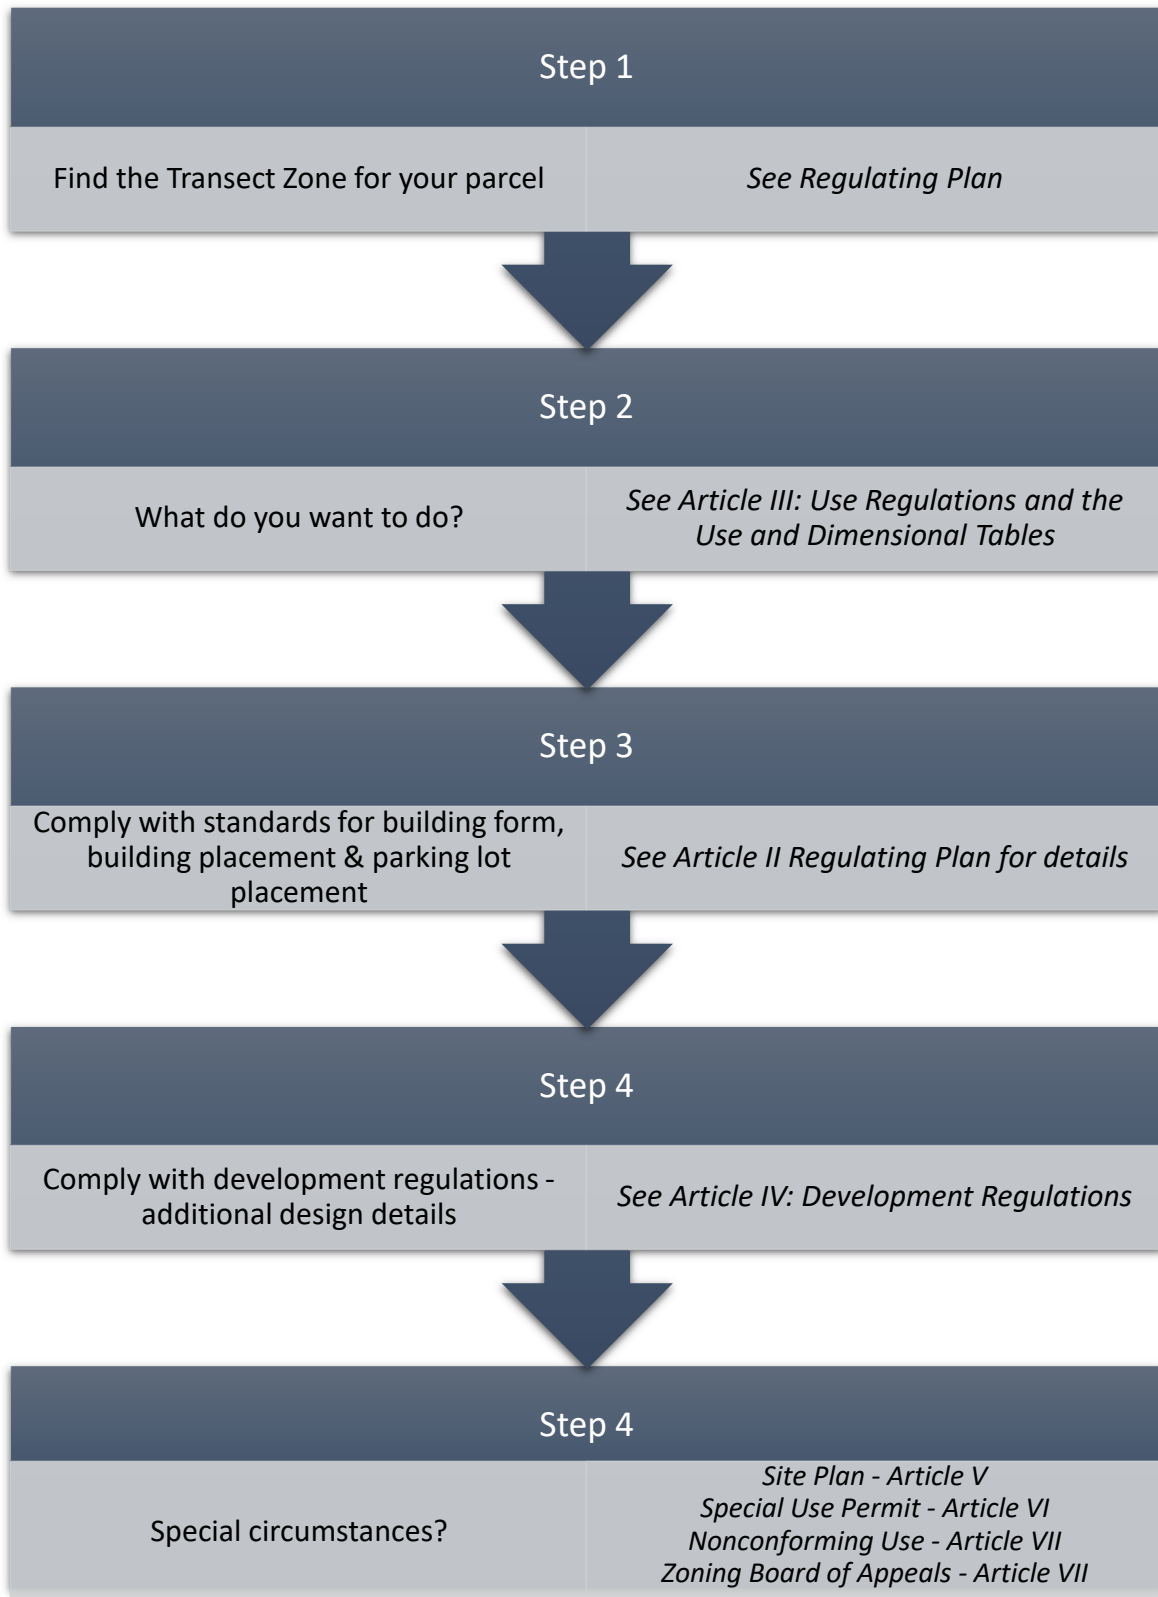 Step 1
Find the Transect Zone for your parcel
See Regulating Plan
Step 2
What do you want to do?
See Article III: Use Regulations and the
Use and Dimensional Tables
Step 3
Comply with standards for building form,
building placement & parking lot
placement
See Article II Regulating Plan for details
Step 4
Comply with development regulations -
additional design details
See Article IV: Development Regulations
Step 4
Special circumstances?
Site Plan - Article V
Special Use Permit - Article VI
Nonconforming Use - Article VII
Zoning Board of Appeals - Article VII